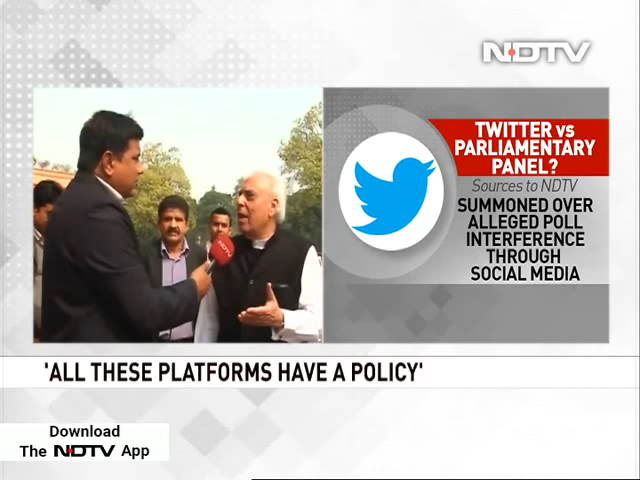 NDTV
TWITTER vs
PARLIAMENTARY
PANEL?
Sources to NDTV
SUMMONED OVER
ALLEGED POLL
INTERFERENCE
THROUGH
SOCIAL MEDIA
'ALL THESE PLATFORMS HAVE A POLICY'
Download
The NDTV App